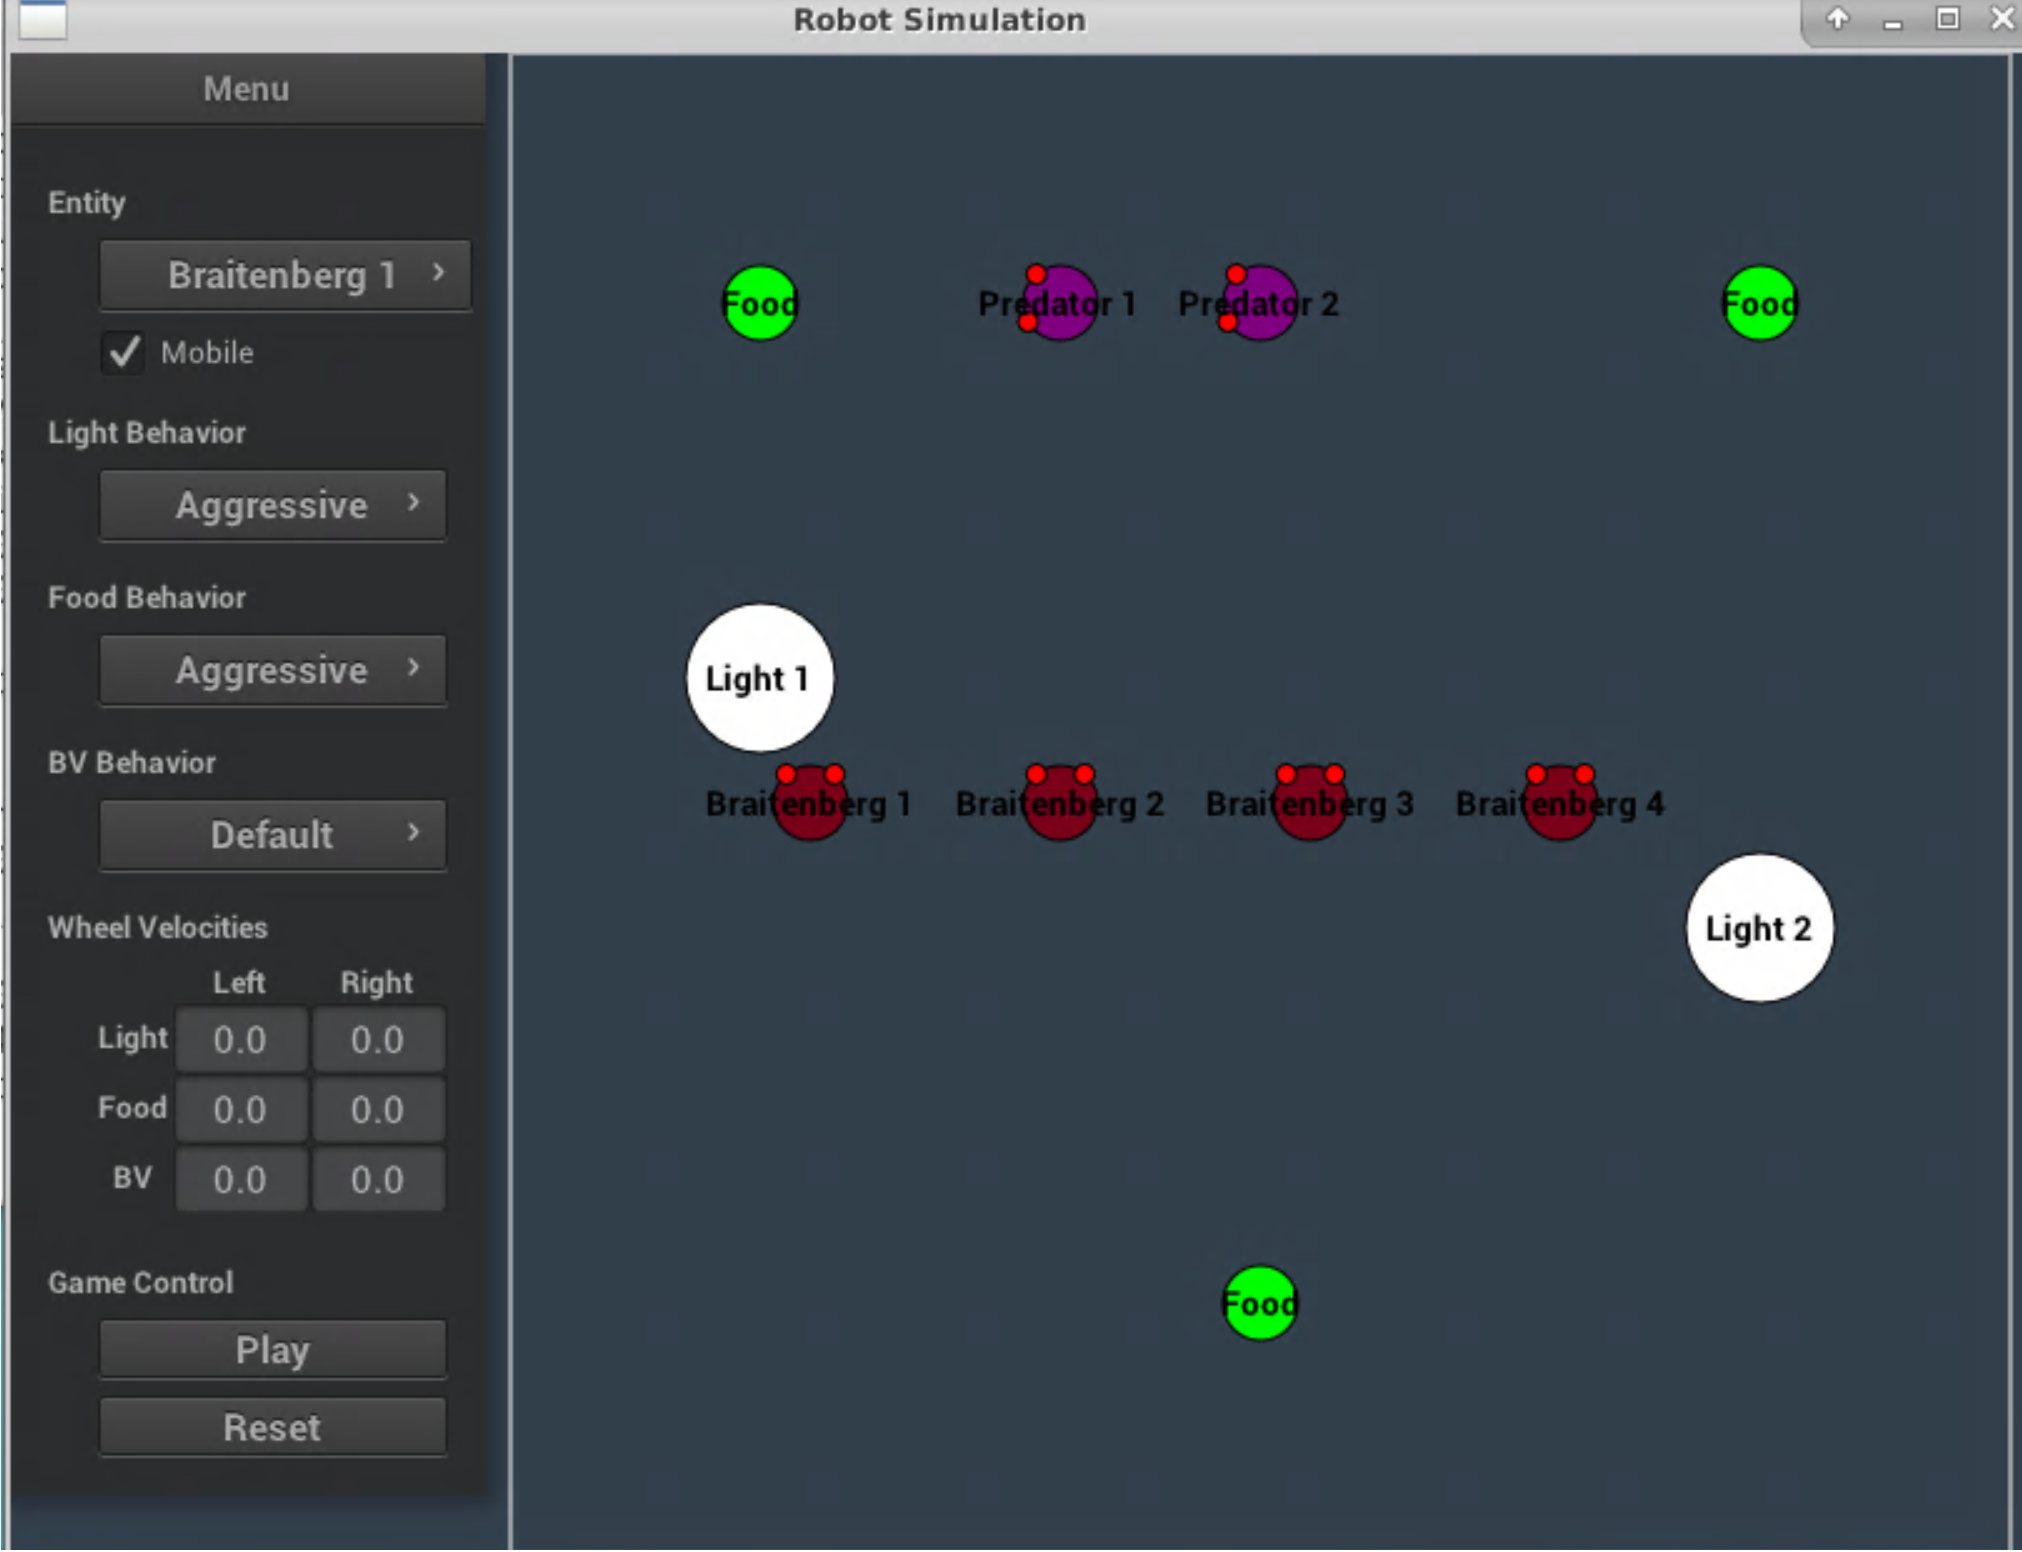 Robot Simulation
Menu
Entity
Braitenberg 1
Mobile
Light Behavior
Aggressive
Food Behavior
Aggressive
BV Behavior
Default
Wheel Velocities
Left Right
Light 0.0 0.0
Food 0.0 0.0
BV 0.0 0.0
Game Control
Play
Reset
Food Predator 1 Predator 2 Food
Light 1
Braitenberg 1 Braitenberg 2 Braitenberg 3 Braitenberg 4
Light 2
Food